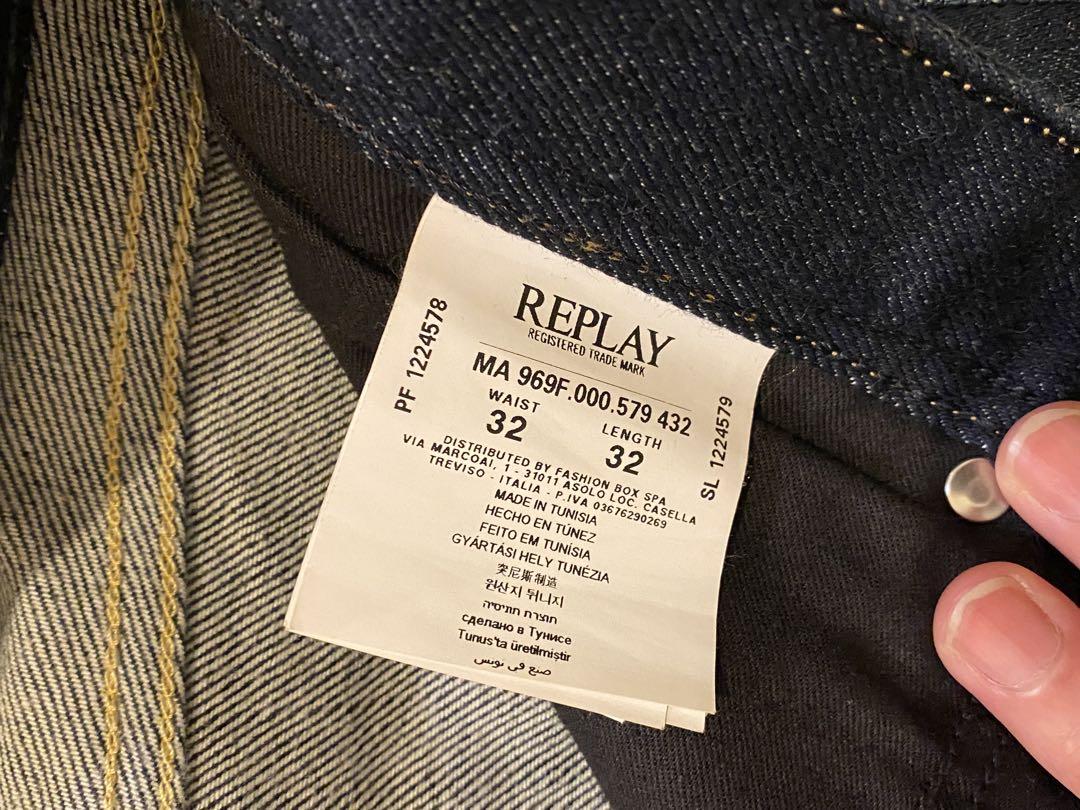 REPLAY
REGISTERED TRADE MARK
MA 969F.000.579 432
WAIST LENGTH
32 32
DISTRIBUTED BY FASHION BOX SPA
VIA MARCOAI, 1 - 31011 ASOLO LOC. CASELLA
TREVISO - ITALIA - P.IVA 03676290269
MADE IN TUNISIA
HECHO EN TÚNEZ
FEITO EM TUNÍSIA
GYÁRTÁSI HELY TUNÉZIA
突尼斯制造
원산지 튀니지
תוצרת תוניסיה
сделано в Тунисе
Tunus'ta üretilmiştir
صنع في تونس
PF 1224578
SL 1224579